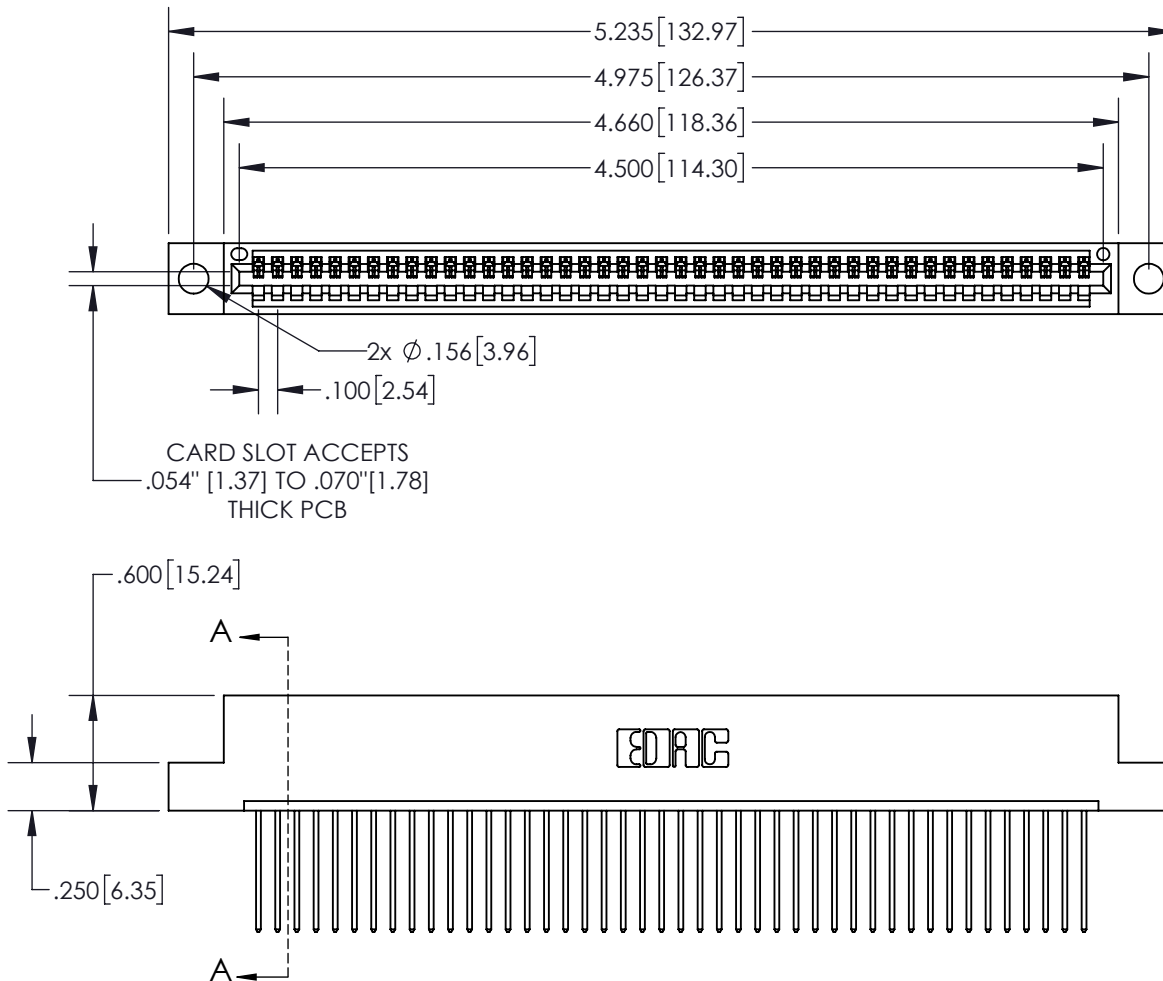 5.235[132.97]
4.975[126.37]
4.660[118.36]
4.500[114.30]
2x Ø.156[3.96]
.100[2.54]
CARD SLOT ACCEPTS
.054" [1.37] TO .070"[1.78]
THICK PCB
.600[15.24]
A
EDAC
.250[6.35]
A